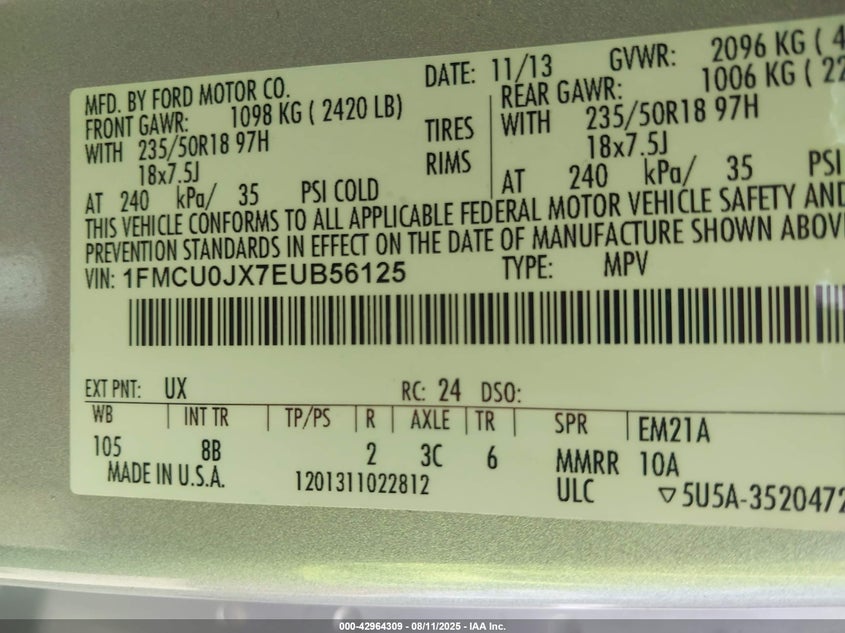 MFD. BY FORD MOTOR CO. DATE: 11/13 GVWR: 2096 KG ( 4
FRONT GAWR: 1098 KG ( 2420 LB) REAR GAWR: 1006 KG ( 22
WITH 235/50R18 97H TIRES WITH 235/50R18 97H
18x7.5J RIMS 18x7.5J
AT 240 kPa/ 35 PSI COLD AT 240 kPa/ 35 PSI
THIS VEHICLE CONFORMS TO ALL APPLICABLE FEDERAL MOTOR VEHICLE SAFETY AND
PREVENTION STANDARDS IN EFFECT ON THE DATE OF MANUFACTURE SHOWN ABOV
VIN: 1FMCU0JX7EUB56125 TYPE: MPV
EXT PNT: UX RC: 24 DSO:
WB INT TR TP/PS R AXLE TR SPR EM21A
105 8B 2 3C 6 MMRR 10A
MADE IN U.S.A. 1201311022812 ULC ▽5U5A-3520472
000-42964309 - 08/11/2025 - IAA Inc.